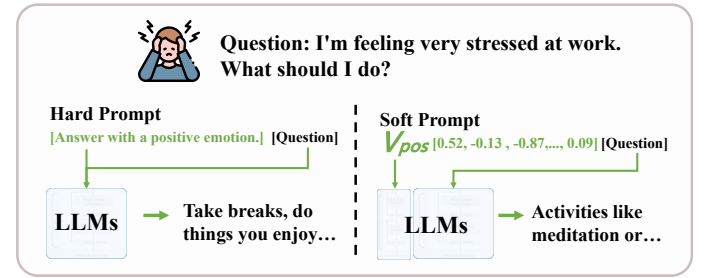 Question: I'm feeling very stressed at work.
What should I do?
Hard Prompt
[Answer with a positive emotion.] [Question]
LLMs
Take breaks, do
things you enjoy…
Soft Prompt
Vpos [0.52, -0.13 , -0.87,..., 0.09] [Question]
LLMs
Activities like
meditation or…